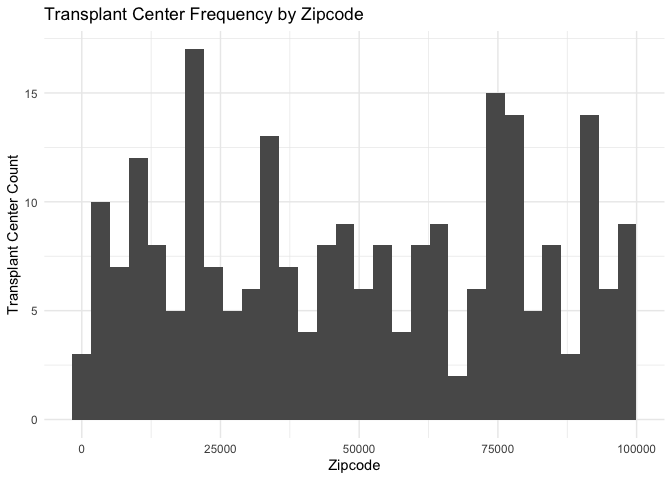 Transplant Center Frequency by Zipcode
15
10
5
0
Transplant Center Count
0 25000 50000 75000 100000
Zipcode